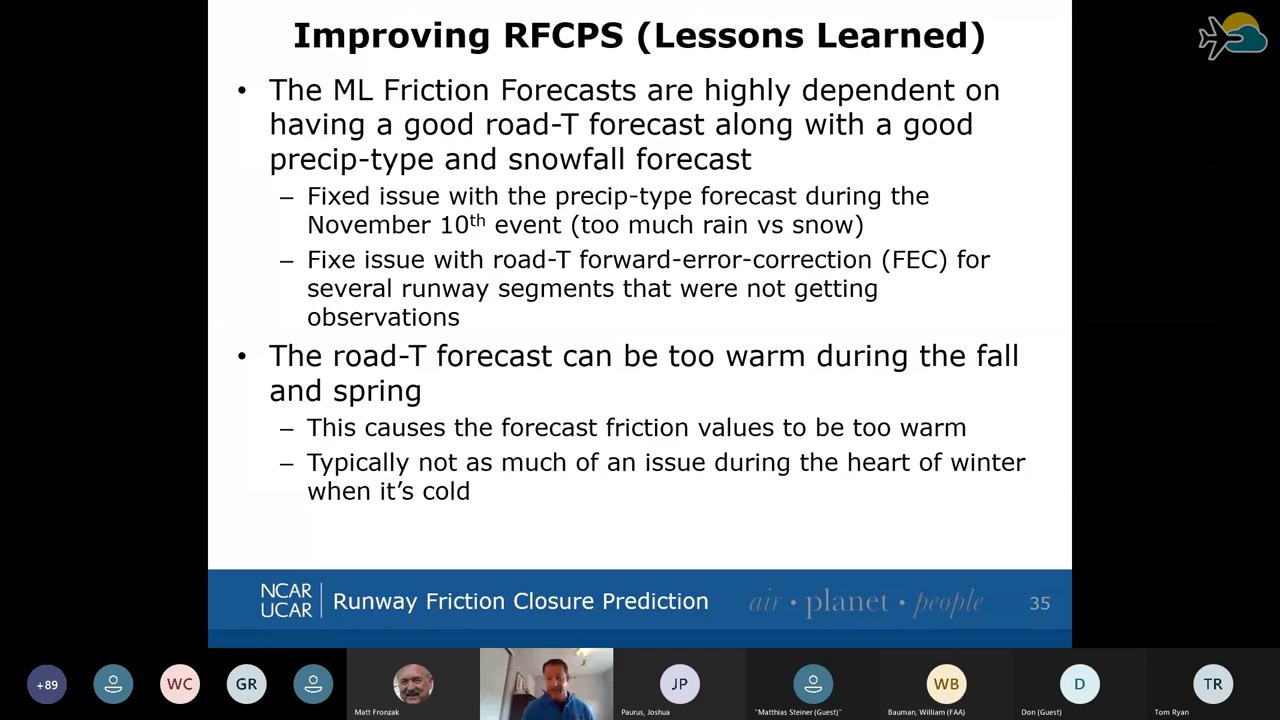 Improving RFCPS (Lessons Learned)
• The ML Friction Forecasts are highly dependent on
having a good road-T forecast along with a good
precip-type and snowfall forecast
– Fixed issue with the precip-type forecast during the
November 10th event (too much rain vs snow)
– Fixe issue with road-T forward-error-correction (FEC) for
several runway segments that were not getting
observations
• The road-T forecast can be too warm during the fall
and spring
– This causes the forecast friction values to be too warm
– Typically not as much of an issue during the heart of winter
when it's cold
NCAR
UCAR
Runway Friction Closure Prediction
air • planet • people
35
+89
WC
GR
Matt Fronzak
JP
Paurus, Joshua
"Matthias Steiner (Guest)"
WB
Bauman, William (FAA)
D
Don (Guest)
TR
Tom Ryan